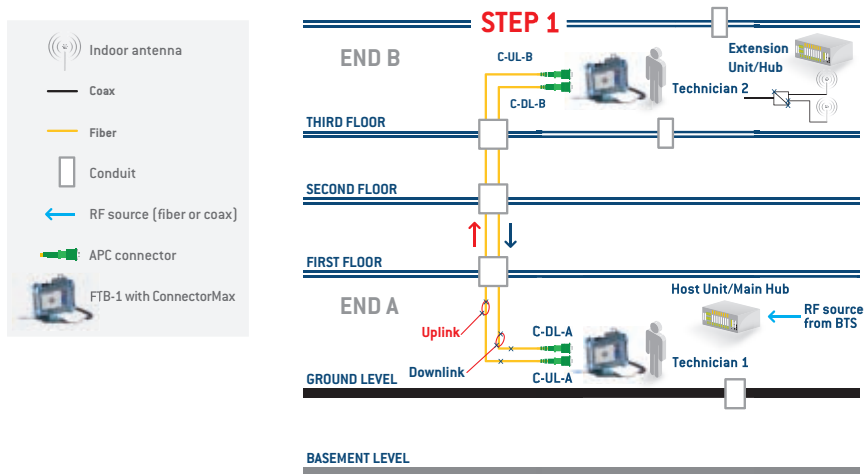 Indoor antenna
Coax
Fiber
Conduit
RF source (fiber or coax)
APC connector
FTB-1 with ConnectorMax
STEP 1
END B
C-UL-B
C-DL-B
Technician 2
Extension
Unit/Hub
THIRD FLOOR
SECOND FLOOR
FIRST FLOOR
END A
Host Unit/Main Hub
RF source
from BTS
Uplink
C-DL-A
Downlink
Technician 1
C-UL-A
GROUND LEVEL
BASEMENT LEVEL